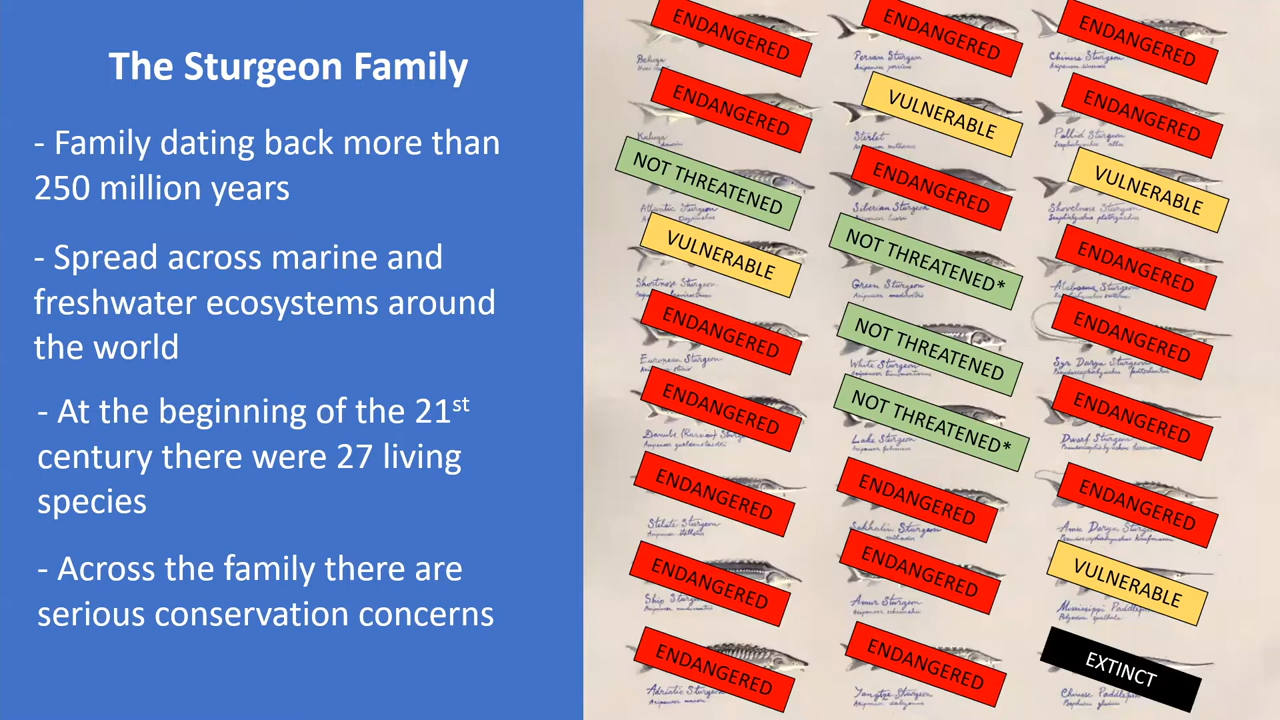 The Sturgeon Family
- Family dating back more than
250 million years
- Spread across marine and
freshwater ecosystems around
the world
- At the beginning of the 21st
century there were 27 living
species
- Across the family there are
serious conservation concerns
ENDANGERED
Beluga
ENDANGERED
Kaluga
NOT THREATENED
Atlantic Sturgeon
VULNERABLE
Shortnose Sturgeon
ENDANGERED
European Sturgeon
ENDANGERED
Danube (Russian) Sturg
ENDANGERED
Stellate Sturgeon
ENDANGERED
Ship Sturg
ENDANGERED
Adriatic Sturgeon
ENDANGERED
Persian Sturgeon
VULNERABLE
Sterlet
ENDANGERED
Siberian Sturgeon
NOT THREATENED*
Green Sturgeon
NOT THREATENED
White Sturgeon
NOT THREATENED*
Lake Sturgeon
ENDANGERED
Sakhalin Sturgeon
ENDANGERED
Amur Sturgeon
ENDANGERED
Yangtze Sturgeon
ENDANGERED
Chinese Sturgeon
ENDANGERED
Pallid Sturgeon
VULNERABLE
Shovelnose Sturgeon
ENDANGERED
Alabama Sturgeon
ENDANGERED
Syr Darya Sturgeon
ENDANGERED
Dwarf Sturgeon
ENDANGERED
Amu Darya Sturg
VULNERABLE
Mississippi Paddlefish
EXTINCT
Chinese Paddlefish